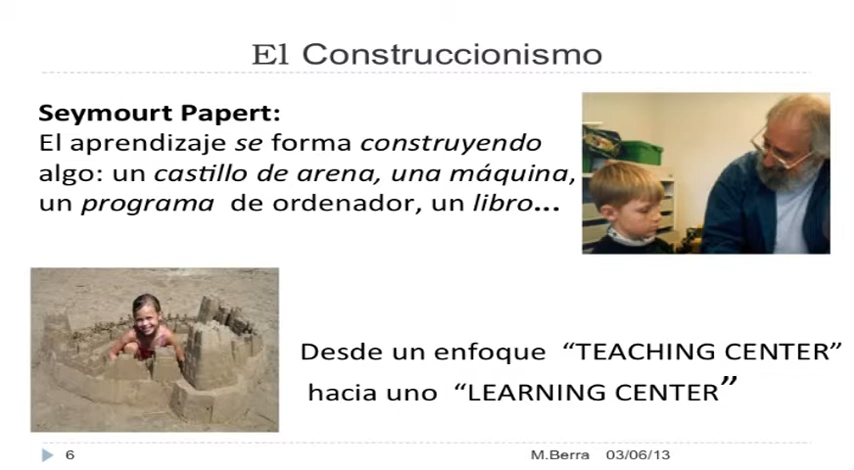 El Construccionismo
Seymourt Papert:
El aprendizaje se forma construyendo
algo: un castillo de arena, una máquina,
un programa de ordenador, un libro...
Desde un enfoque “TEACHING CENTER”
hacia uno “LEARNING CENTER”
6
M.Berra 03/06/13